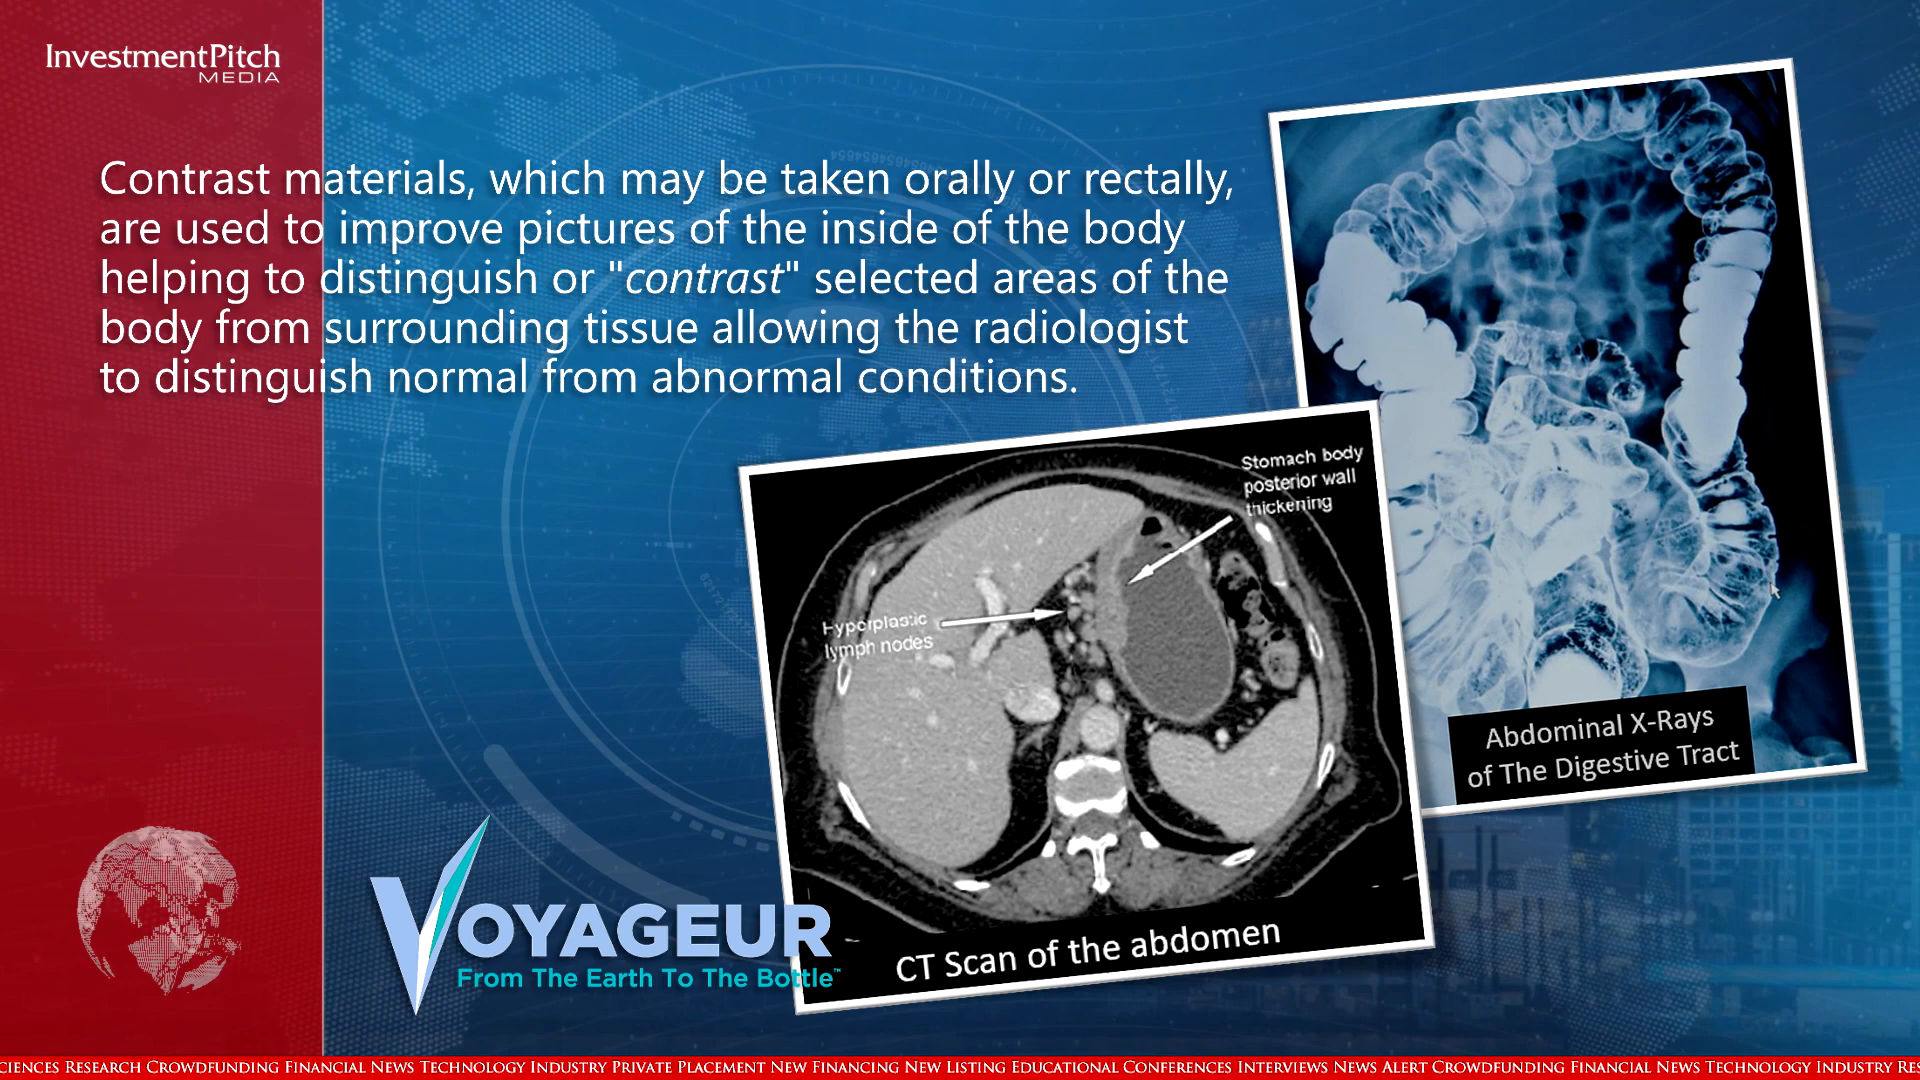 InvestmentPitch
MEDIA
Contrast materials, which may be taken orally or rectally,
are used to improve pictures of the inside of the body
helping to distinguish or "contrast" selected areas of the
body from surrounding tissue allowing the radiologist
to distinguish normal from abnormal conditions.
Stomach body
posterior wall
thickening
Hyperplastic
lymph nodes
CT Scan of the abdomen
Abdominal X-Rays
of The Digestive Tract
VOYAGEUR
From The Earth To The Bottle™
CIENCES RESEARCH CROWDFUNDING FINANCIAL NEWS TECHNOLOGY INDUSTRY PRIVATE PLACEMENT NEW FINANCING NEW LISTING EDUCATIONAL CONFERENCES INTERVIEWS NEWS ALERT CROWDFUNDING FINANCIAL NEWS TECHNOLOGY INDUSTRY RES